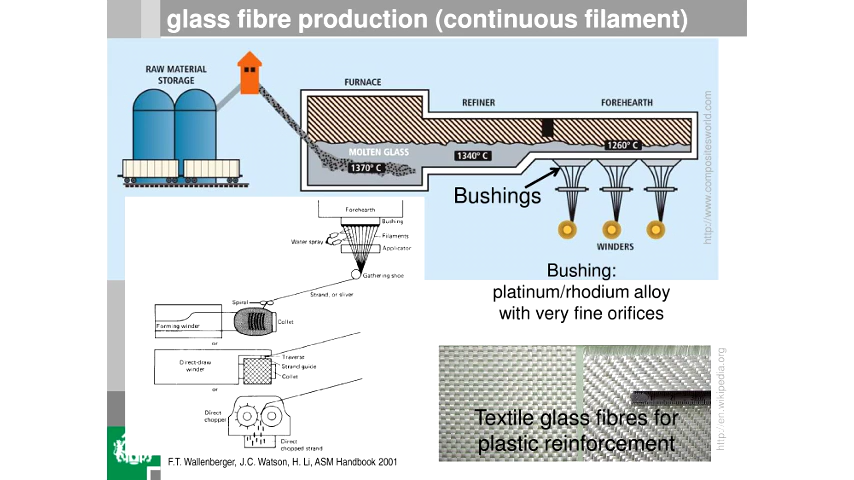 glass fibre production (continuous filament)
RAW MATERIAL
STORAGE
FURNACE
REFINER
FOREHEARTH
MOLTEN GLASS
1370° C
1340° C
1260° C
Bushings
WINDERS
http://www.compositesworld.com
Forehearth
Bushing
Filaments
Water spray
Applicator
Gathering shoe
Strand, or sliver
Spiral
Collet
Forming winder
or
Direct-draw
winder
Traverse
Strand guide
Collet
or
Direct
chopper
Direct
chopped strand
F.T. Wallenberger, J.C. Watson, H. Li, ASM Handbook 2001
Bushing:
platinum/rhodium alloy
with very fine orifices
Textile glass fibres for
plastic reinforcement
http://en.wikipedia.org